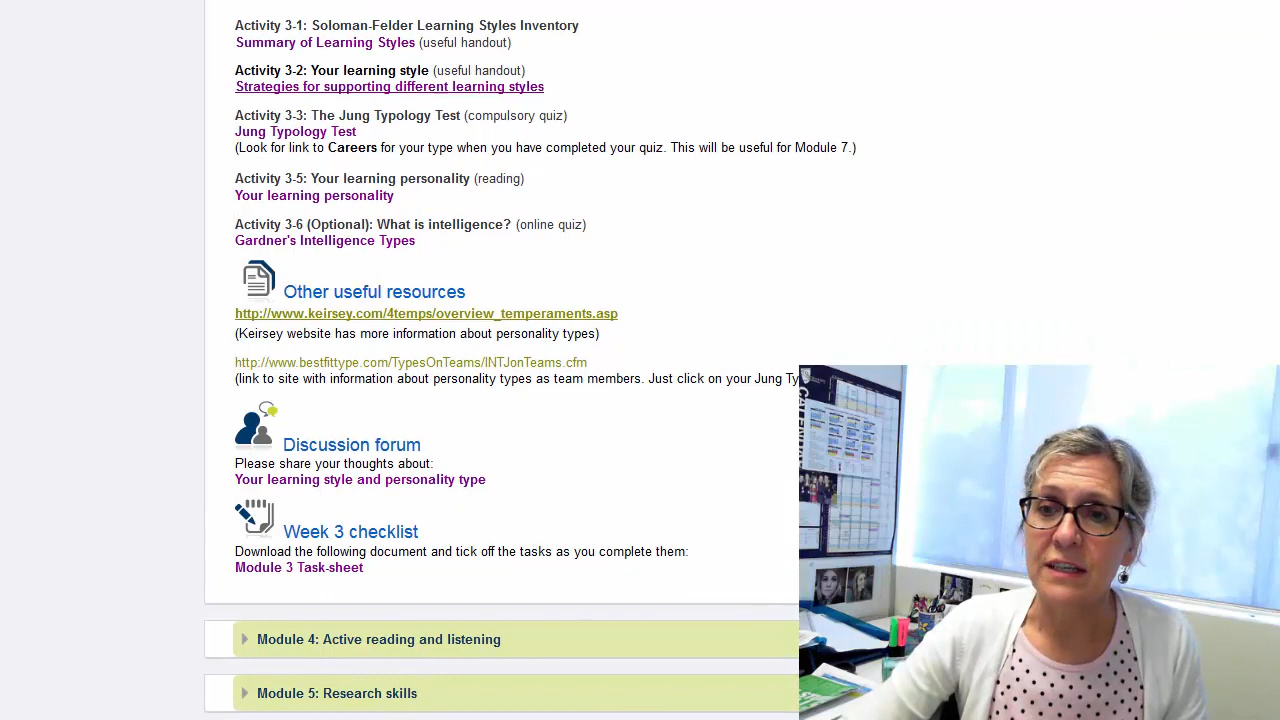 Activity 3-1: Soloman-Felder Learning Styles Inventory
Summary of Learning Styles (useful handout)
Activity 3-2: Your learning style (useful handout)
Strategies for supporting different learning styles
Activity 3-3: The Jung Typology Test (compulsory quiz)
Jung Typology Test
(Look for link to Careers for your type when you have completed your quiz. This will be useful for Module 7.)
Activity 3-5: Your learning personality (reading)
Your learning personality
Activity 3-6 (Optional): What is intelligence? (online quiz)
Gardner's Intelligence Types
Other useful resources
http://www.keirsey.com/4temps/overview_temperaments.asp
(Keirsey website has more information about personality types)
http://www.bestfittype.com/TypesOnTeams/INTJonTeams.cfm
(link to site with information about personality types as team members. Just click on your Jung Ty
Discussion forum
Please share your thoughts about:
Your learning style and personality type
Week 3 checklist
Download the following document and tick off the tasks as you complete them:
Module 3 Task-sheet
Module 4: Active reading and listening
Module 5: Research skills